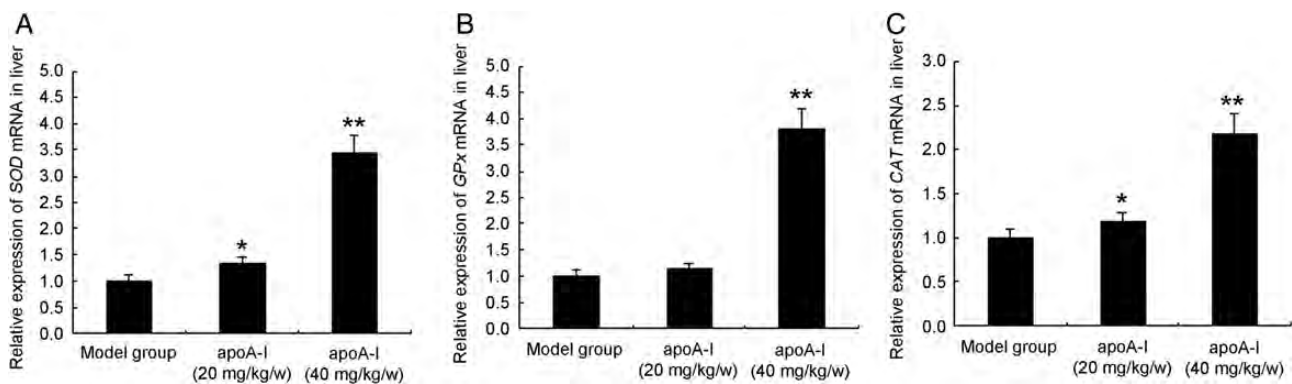 A
Relative expression of SOD mRNA in liver
5.0
4.5
4.0
3.5
3.0
2.5
2.0
1.5
1.0
0.5
0.0
*
**
Model group
apoA-I
(20 mg/kg/w)
apoA-I
(40 mg/kg/w)
B
Relative expression of GPx mRNA in liver
5.0
4.5
4.0
3.5
3.0
2.5
2.0
1.5
1.0
0.5
0.0
**
Model group
apoA-I
(20 mg/kg/w)
apoA-I
(40 mg/kg/w)
C
Relative expression of CAT mRNA in liver
3.0
2.5
2.0
1.5
1.0
0.5
0.0
*
**
Model group
apoA-I
(20 mg/kg/w)
apoA-I
(40 mg/kg/w)